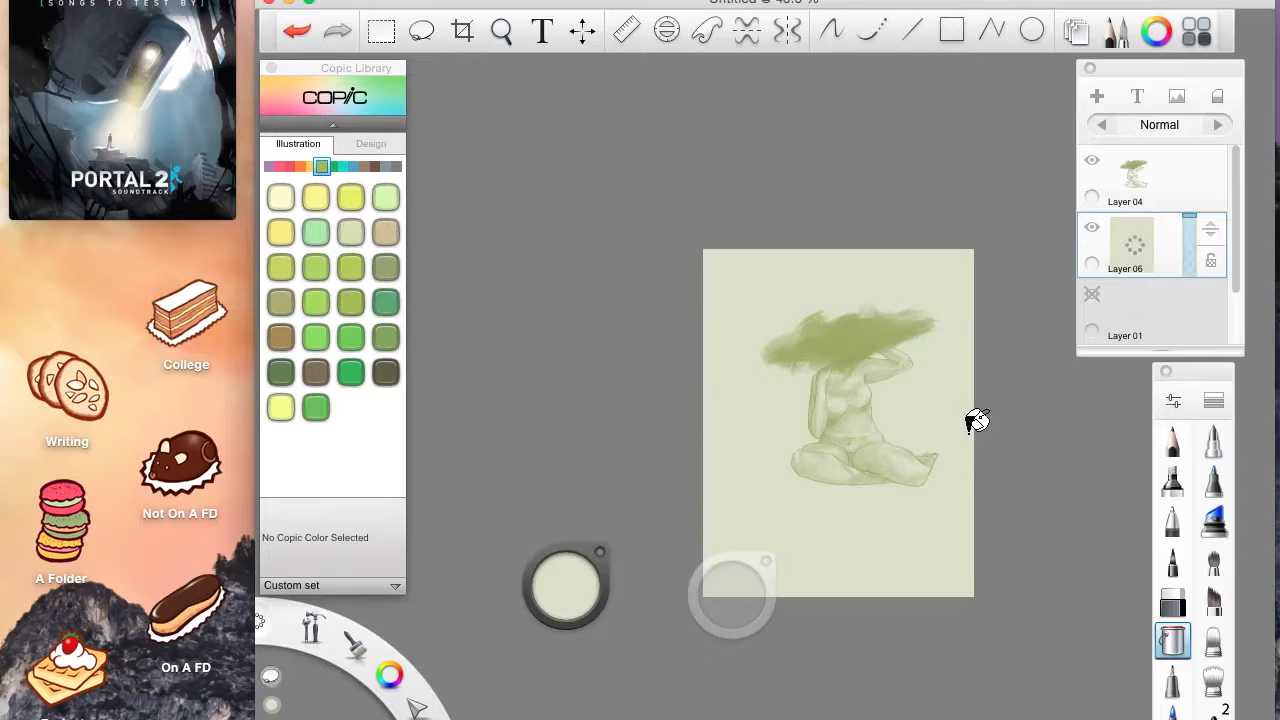 [SONGS TO TEST BY]
PORTAL 2
SOUNDTRACK
College
Writing
Not On A FD
A Folder
On A FD
T
Copic Library
COPIC
Illustration
Design
No Copic Color Selected
Custom set
T
Normal
Layer 04
Layer 06
Layer 01
2